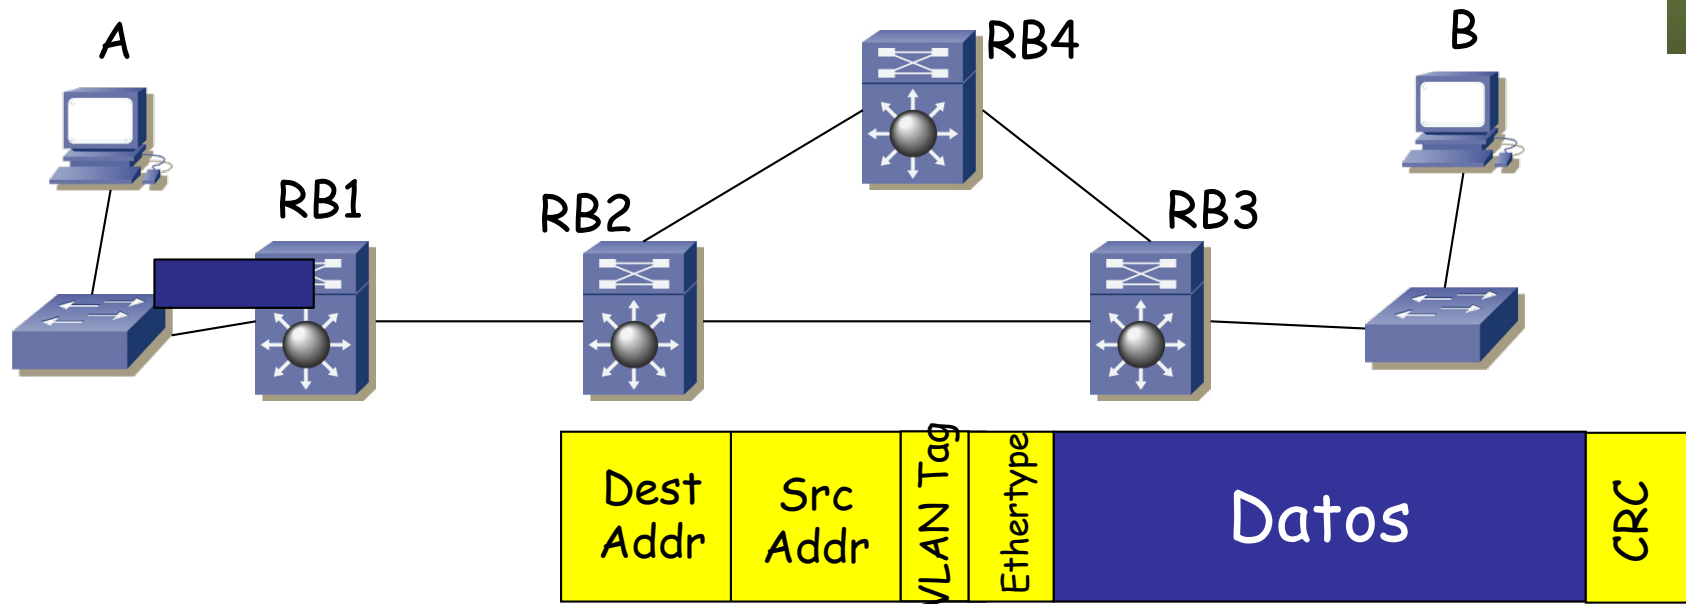 A
RB4
B
RB1
RB2
RB3
Dest
Addr
Src
Addr
VLAN Tag
Ethertype
Datos
CRC